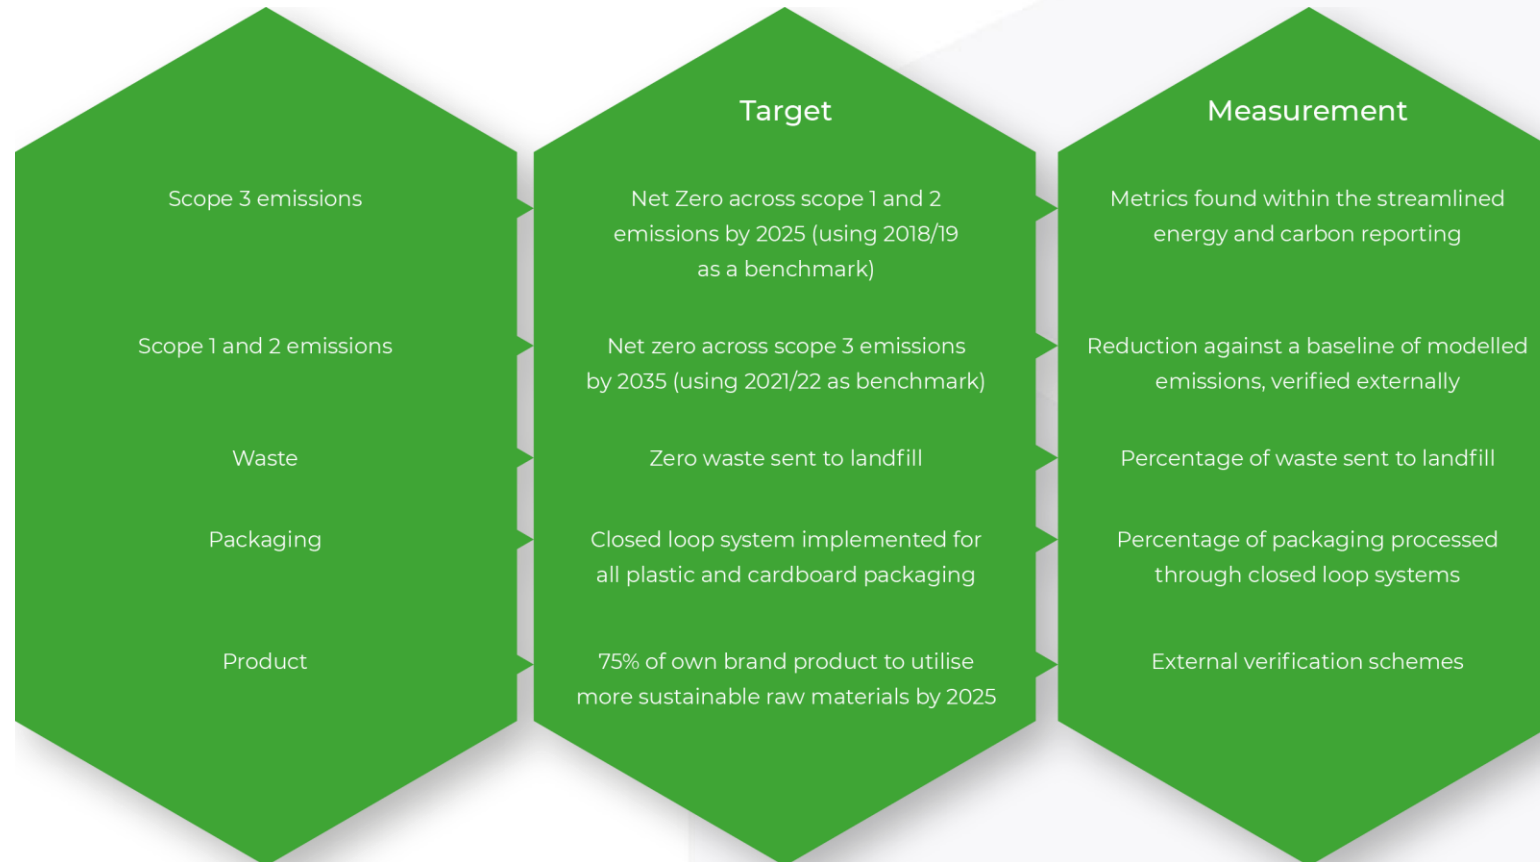 Target
Measurement
Scope 3 emissions
Net Zero across scope 1 and 2
emissions by 2025 (using 2018/19
as a benchmark)
Metrics found within the streamlined
energy and carbon reporting
Scope 1 and 2 emissions
Net zero across scope 3 emissions
by 2035 (using 2021/22 as benchmark)
Reduction against a baseline of modelled
emissions, verified externally
Waste
Zero waste sent to landfill
Percentage of waste sent to landfill
Packaging
Closed loop system implemented for
all plastic and cardboard packaging
Percentage of packaging processed
through closed loop systems
Product
75% of own brand product to utilise
more sustainable raw materials by 2025
External verification schemes